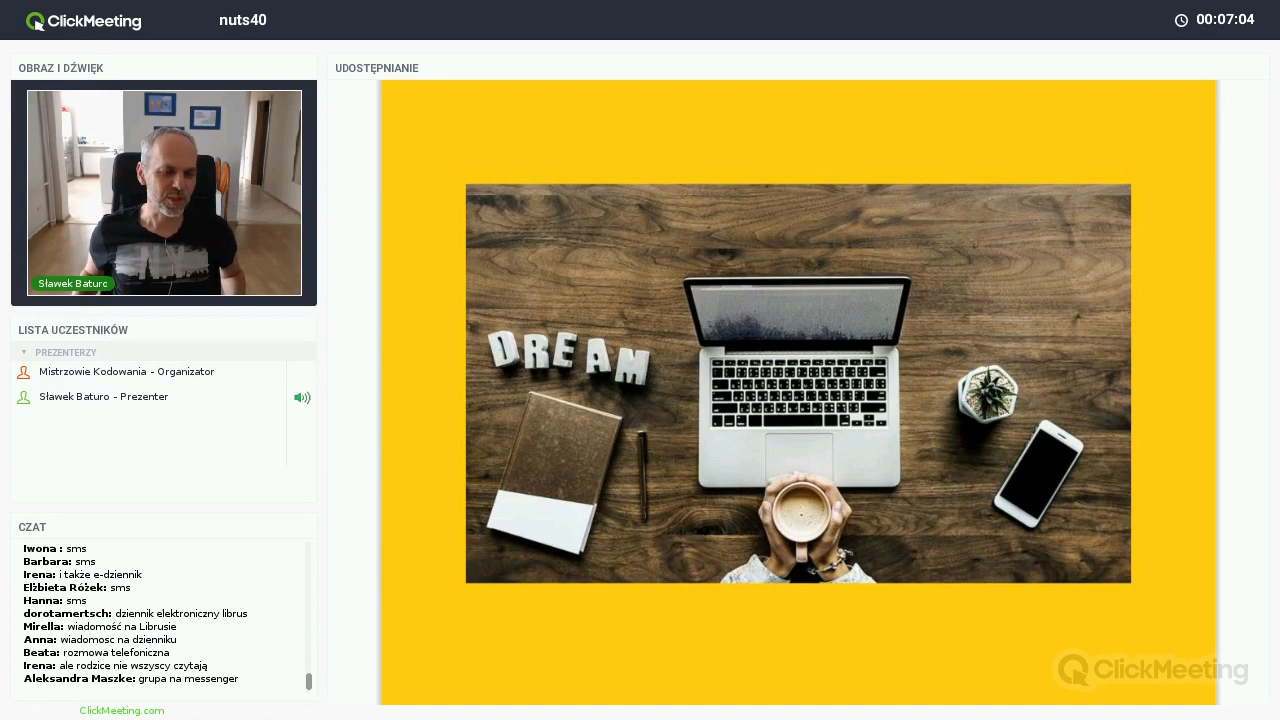 ClickMeeting
nuts40
00:07:04
OBRAZ I DŹWIĘK
Sławek Baturo
LISTA UCZESTNIKÓW
PREZENTERZY
Mistrzowie Kodowania - Organizator
Sławek Baturo - Prezenter
CZAT
Iwona : sms
Barbara: sms
Irena: i także e-dziennik
Elżbieta Różek: sms
Hanna: sms
dorotamertsch: dziennik elektroniczny librus
Mirella: wiadomość na Librusie
Anna: wiadomosc na dzienniku
Beata: rozmowa telefoniczna
Irena: ale rodzice nie wszyscy czytają
Aleksandra Maszke: grupa na messenger
ClickMeeting.com
UDOSTĘPNIANIE
DREAM
ClickMeeting